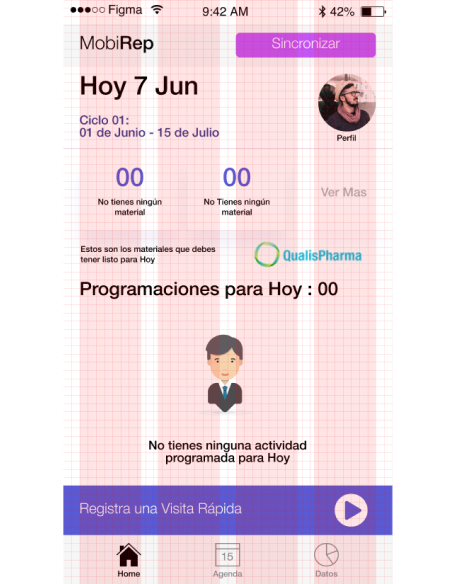 Figma 9:42 AM 42%
MobiRep Sincronizar
Hoy 7 Jun
Ciclo 01:
01 de Junio - 15 de Julio
Perfil
00 00
No tienes ningún
material
No Tienes ningún
material
Ver Mas
Estos son los materiales que debes
tener listo para Hoy
QualisPharma
Programaciones para Hoy : 00
No tienes ninguna actividad
programada para Hoy
Registra una Visita Rápida
15
Home Agenda Datos